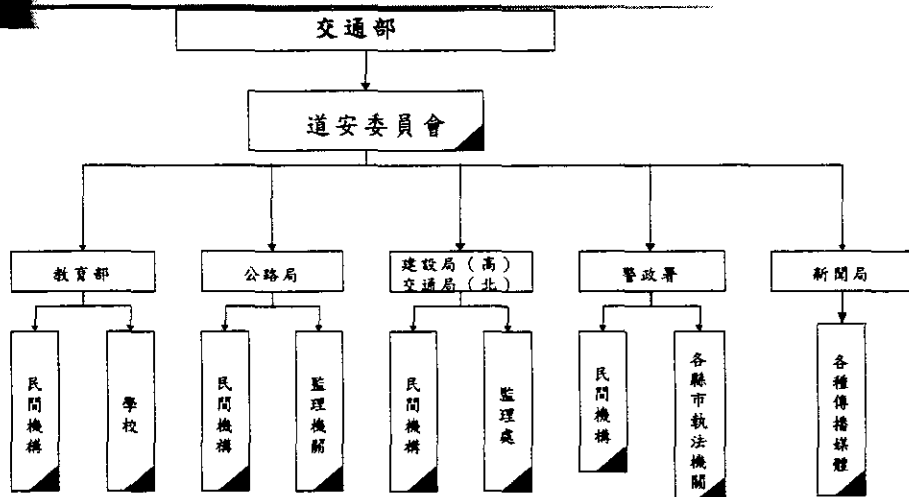 交通部
道安委員會
教育部
公路局
建設局（高）
交通局（北）
警政署
新聞局
民間機構
學校
民間機構
監理機關
民間機構
監理處
民間機構
各縣市執法機關
各種傳播媒體